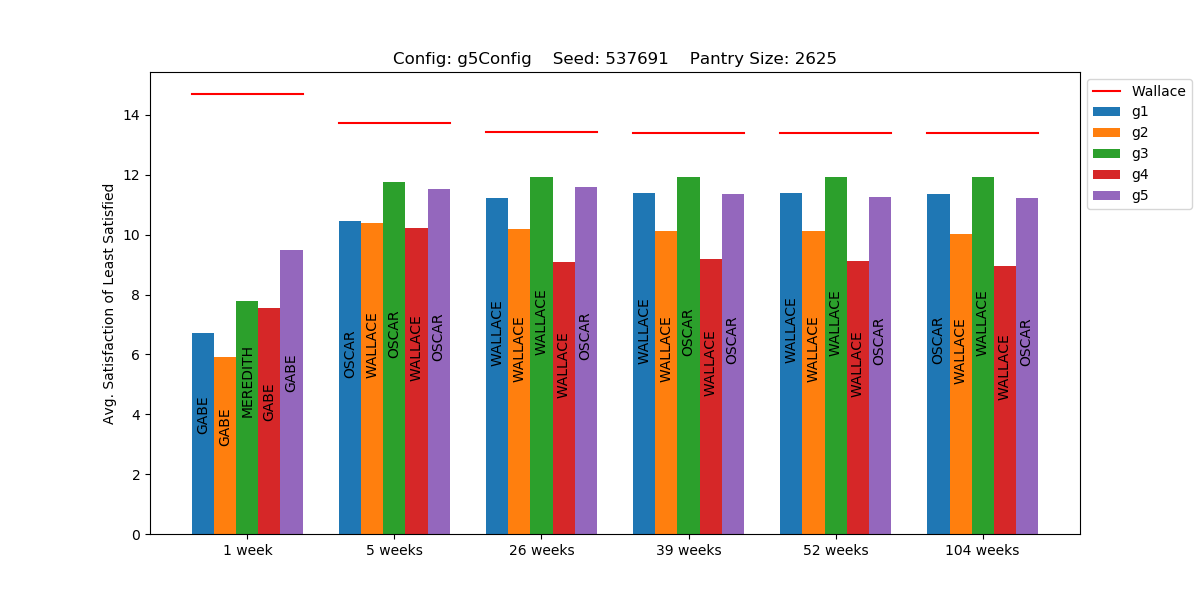 Config: g5Config    Seed: 537691    Pantry Size: 2625
Avg. Satisfaction of Least Satisfied
14
12
10
8
6
4
2
0
GABE
GABE
MEREDITH
GABE
GABE
OSCAR
WALLACE
OSCAR
WALLACE
OSCAR
WALLACE
WALLACE
WALLACE
WALLACE
OSCAR
WALLACE
WALLACE
OSCAR
WALLACE
OSCAR
WALLACE
WALLACE
WALLACE
WALLACE
OSCAR
OSCAR
WALLACE
WALLACE
WALLACE
OSCAR
1 week
5 weeks
26 weeks
39 weeks
52 weeks
104 weeks
Wallace
g1
g2
g3
g4
g5